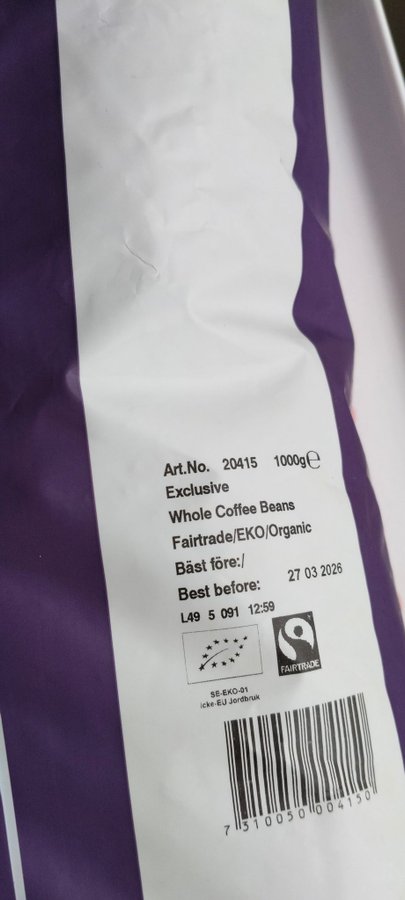 Art.No. 20415 1000g℮
Exclusive
Whole Coffee Beans
Fairtrade/EKO/Organic
Bäst före:/
Best before: 27 03 2026
L49 5 091 12:59
FAIRTRADE
SE-EKO-01
icke-EU Jordbruk
7 310050 004150